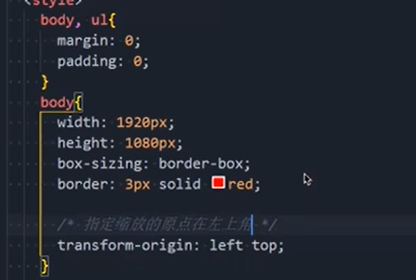 <style>
body, ul{
margin: 0;
padding: 0;
}
body{
width: 1920px;
height: 1080px;
box-sizing: border-box;
border: 3px solid red;
/* 指定缩放的原点在左上角 */
transform-origin: left top;
}